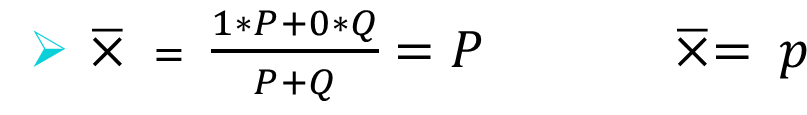 ➢ x̄ = (1∗P+0∗Q)/(P+Q) = P x̄ = p